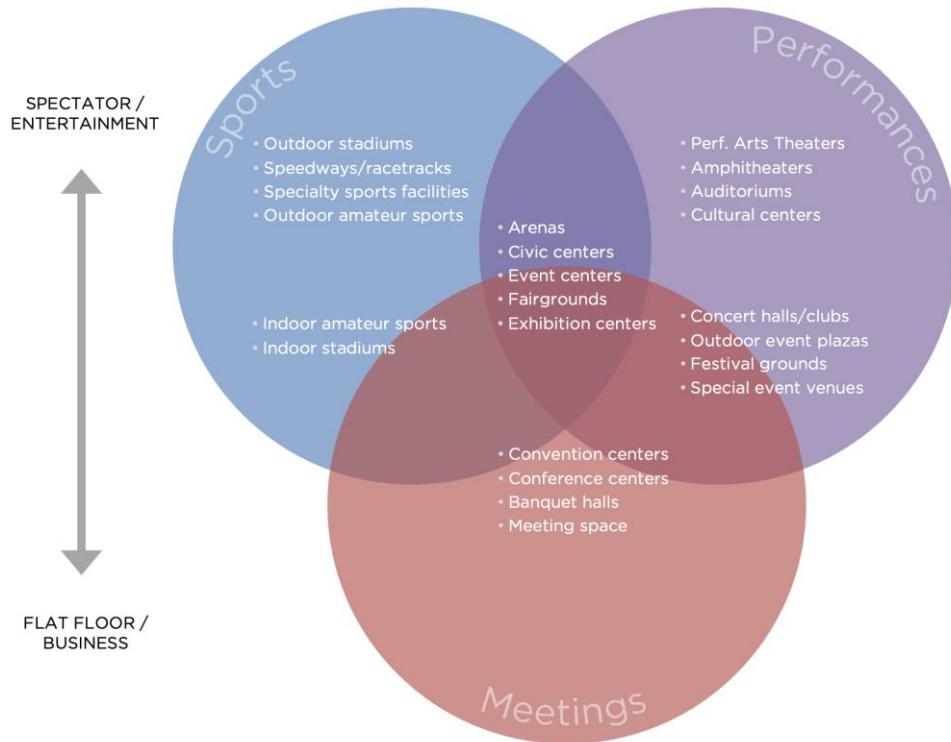 Sports
Performances
SPECTATOR /
ENTERTAINMENT
• Outdoor stadiums
• Speedways/racetracks
• Specialty sports facilities
• Outdoor amateur sports
• Perf. Arts Theaters
• Amphitheaters
• Auditoriums
• Cultural centers
• Arenas
• Civic centers
• Event centers
• Fairgrounds
• Exhibition centers
• Indoor amateur sports
• Indoor stadiums
• Concert halls/clubs
• Outdoor event plazas
• Festival grounds
• Special event venues
• Convention centers
• Conference centers
• Banquet halls
• Meeting space
FLAT FLOOR /
BUSINESS
Meetings